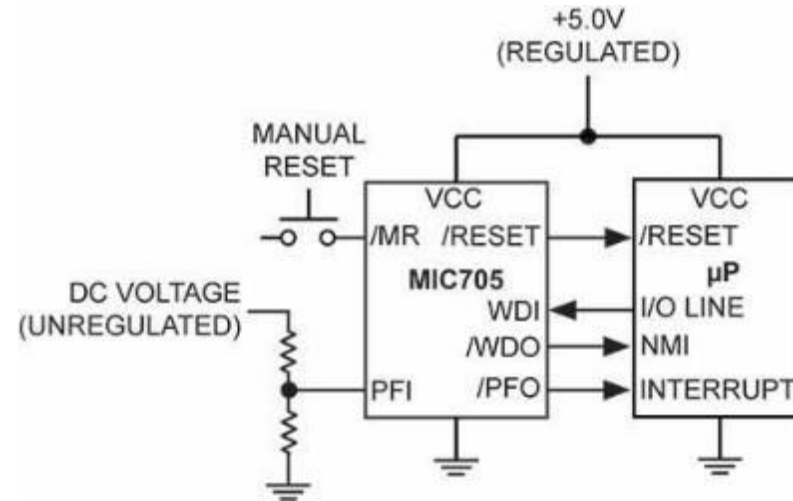 +5.0V
(REGULATED)
MANUAL
RESET
VCC
VCC
/MR
/RESET
/RESET
MIC705
µP
DC VOLTAGE
(UNREGULATED)
WDI
I/O LINE
/WDO
NMI
PFI
/PFO
INTERRUPT